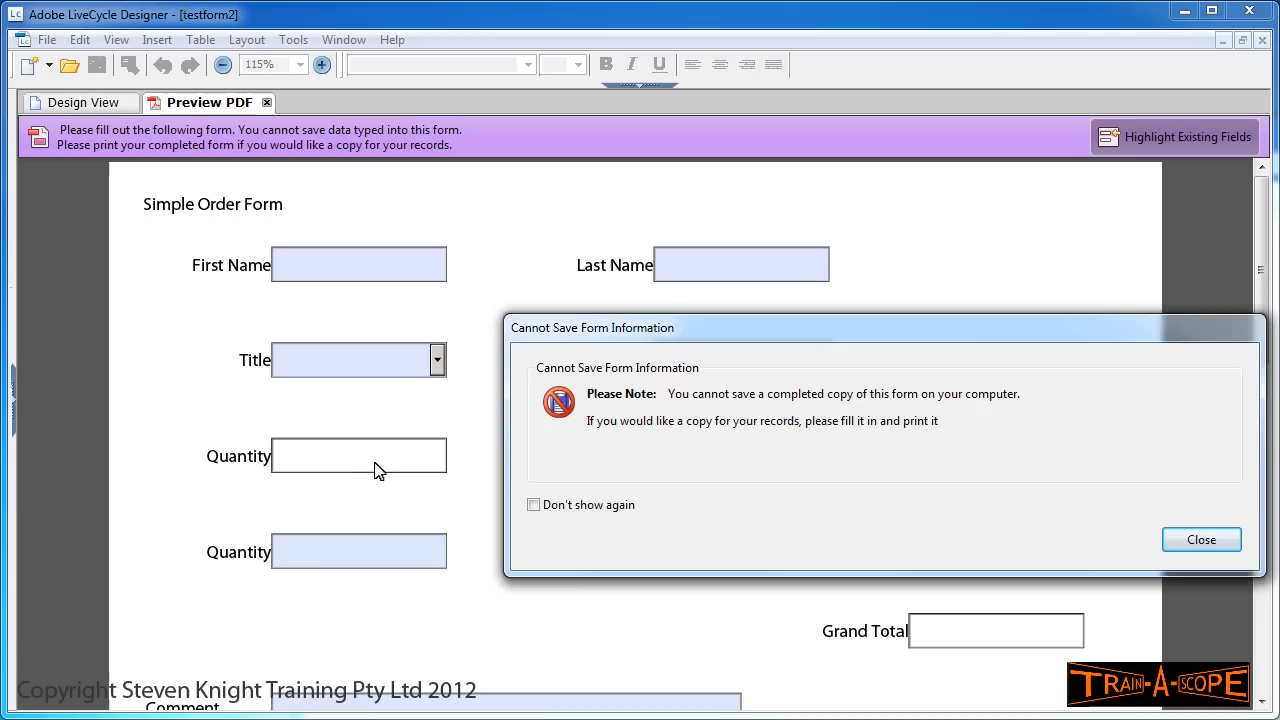 Adobe LiveCycle Designer - [testform2]
File Edit View Insert Table Layout Tools Window Help
115%
B I U
Design View Preview PDF
Please fill out the following form. You cannot save data typed into this form.
Please print your completed form if you would like a copy for your records.
Highlight Existing Fields
Simple Order Form
First Name Last Name
Cannot Save Form Information
Title
Cannot Save Form Information
Please Note: You cannot save a completed copy of this form on your computer.
If you would like a copy for your records, please fill it in and print it
Quantity
Don't show again
Close
Quantity
Grand Total
Copyright Steven Knight Training Pty Ltd 2012
TRAIN-A-SCOPE
Comment